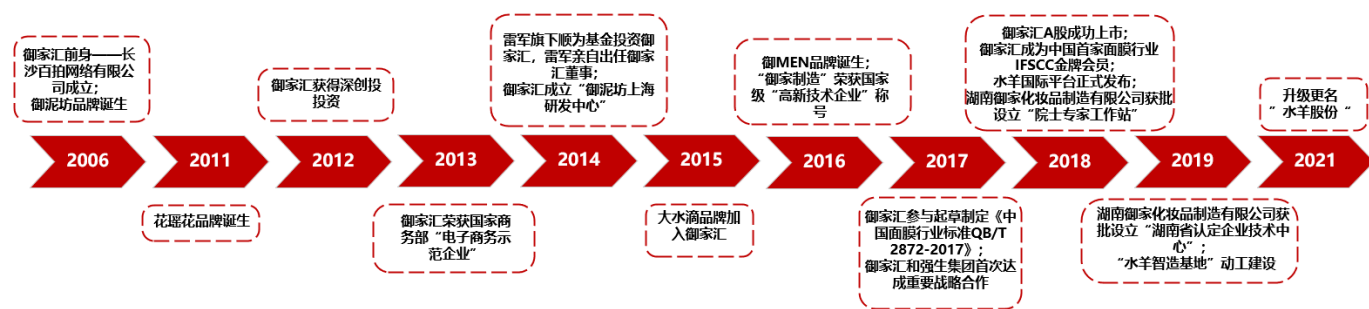 御家汇前身——长
沙百拍网络有限公
司成立；
御泥坊品牌诞生
2006
2011
花瑶花品牌诞生
御家汇获得深创投
投资
2012
2013
御家汇荣获国家商
务部“电子商务示
范企业”
雷军旗下顺为基金投资御
家汇，雷军亲自出任御家
汇董事；
御家汇成立“御泥坊上海
研发中心”
2014
2015
大水滴品牌加
入御家汇
御MEN品牌诞生；
“御家制造”荣获国家
级“高新技术企业”称
号
2016
2017
御家汇参与起草制定《中
国面膜行业标准QB/T
2872-2017》；
御家汇和强生集团首次达
成重要战略合作
御家汇A股成功上市；
御家汇成为中国首家面膜行业
IFSCC金牌会员；
水羊国际平台正式发布；
湖南御家化妆品制造有限公司获批
设立“院士专家工作站”
2018
2019
湖南御家化妆品制造有限公司获
批设立“湖南省认定企业技术中
心”；
“水羊智造基地”动工建设
升级更名
“ 水羊股份 “
2021